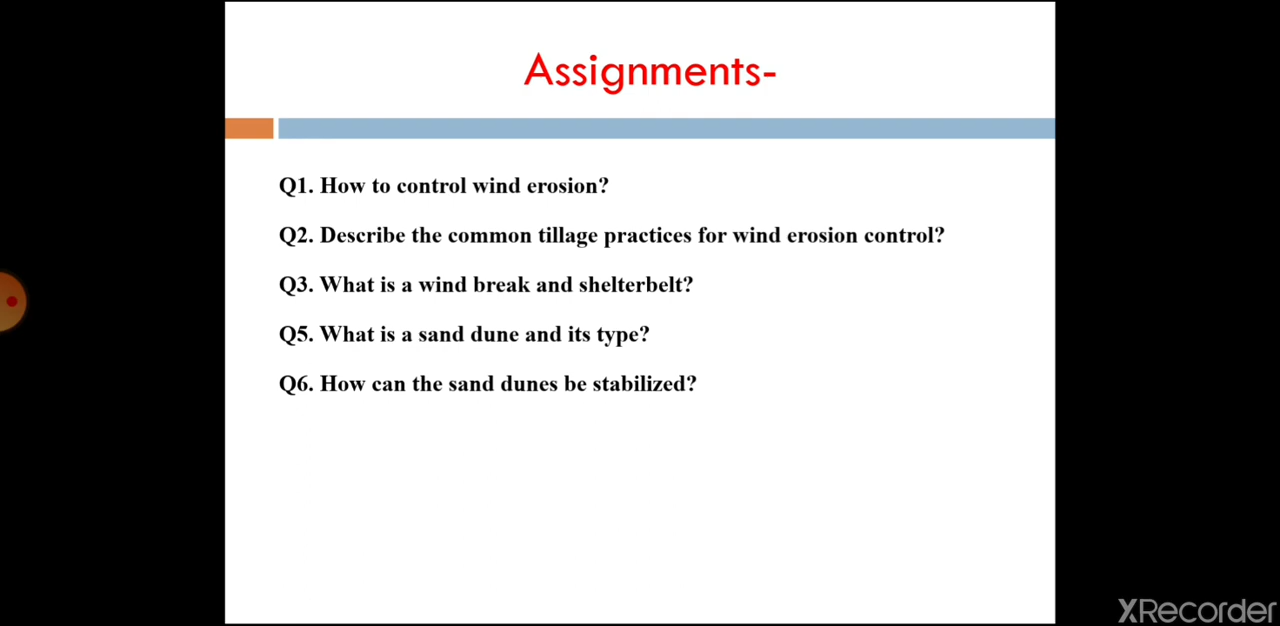 Assignments-
Q1. How to control wind erosion?
Q2. Describe the common tillage practices for wind erosion control?
Q3. What is a wind break and shelterbelt?
Q5. What is a sand dune and its type?
Q6. How can the sand dunes be stabilized?
XRecorder